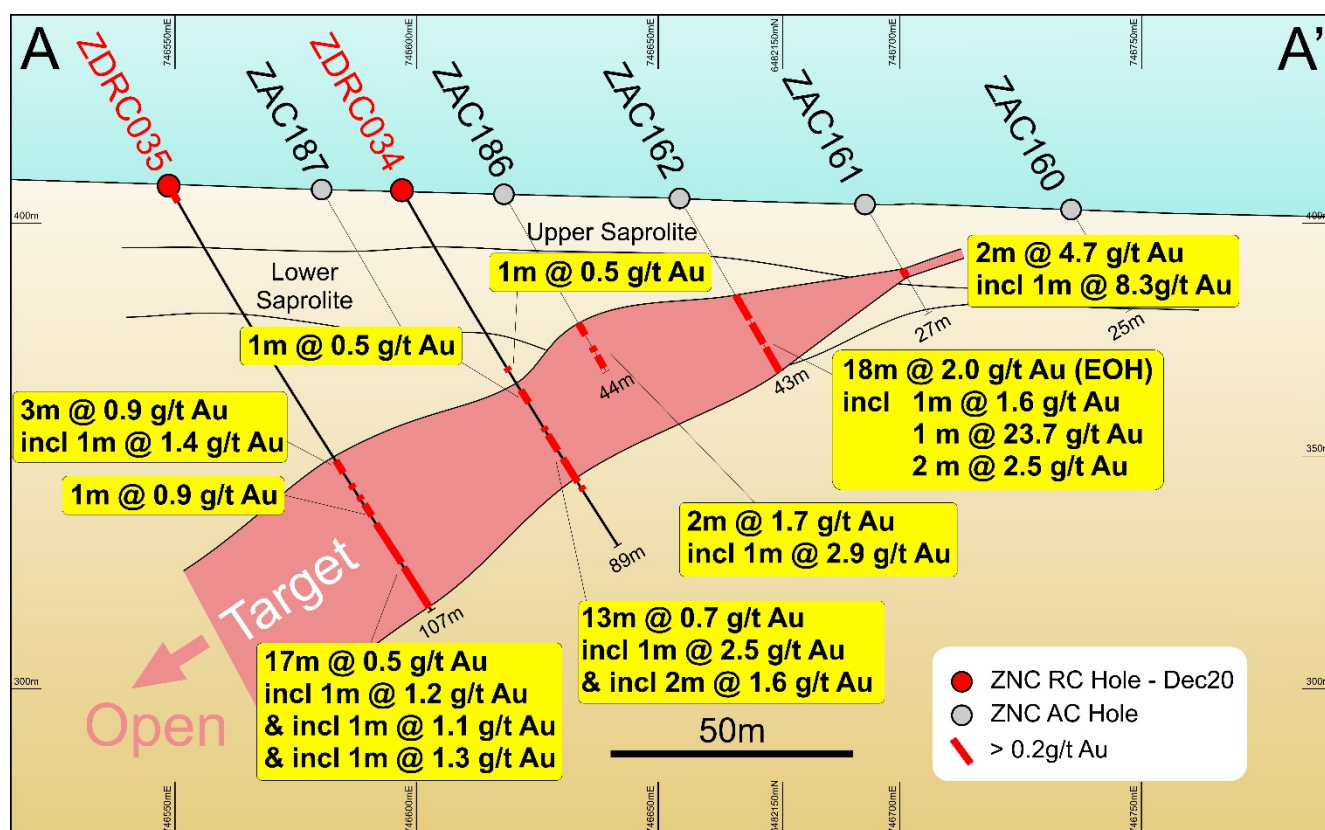 A
A'
746550mE
746600mE
746650mE
6482150mN
746700mE
746750mE
ZDRC035
ZAC187
ZDRC034
ZAC186
ZAC162
ZAC161
ZAC160
400m
400m
Upper Saprolite
Lower
Saprolite
1m @ 0.5 g/t Au
2m @ 4.7 g/t Au
incl 1m @ 8.3g/t Au
1m @ 0.5 g/t Au
27m
25m
44m
43m
18m @ 2.0 g/t Au (EOH)
incl 1m @ 1.6 g/t Au
1 m @ 23.7 g/t Au
2 m @ 2.5 g/t Au
3m @ 0.9 g/t Au
incl 1m @ 1.4 g/t Au
350m
350m
1m @ 0.9 g/t Au
2m @ 1.7 g/t Au
incl 1m @ 2.9 g/t Au
89m
107m
Target
Open
13m @ 0.7 g/t Au
incl 1m @ 2.5 g/t Au
& incl 2m @ 1.6 g/t Au
17m @ 0.5 g/t Au
incl 1m @ 1.2 g/t Au
& incl 1m @ 1.1 g/t Au
& incl 1m @ 1.3 g/t Au
300m
300m
50m
ZNC RC Hole - Dec20
ZNC AC Hole
> 0.2g/t Au
746550mE
746600mE
746650mE
6482150mN
746700mE
746750mE